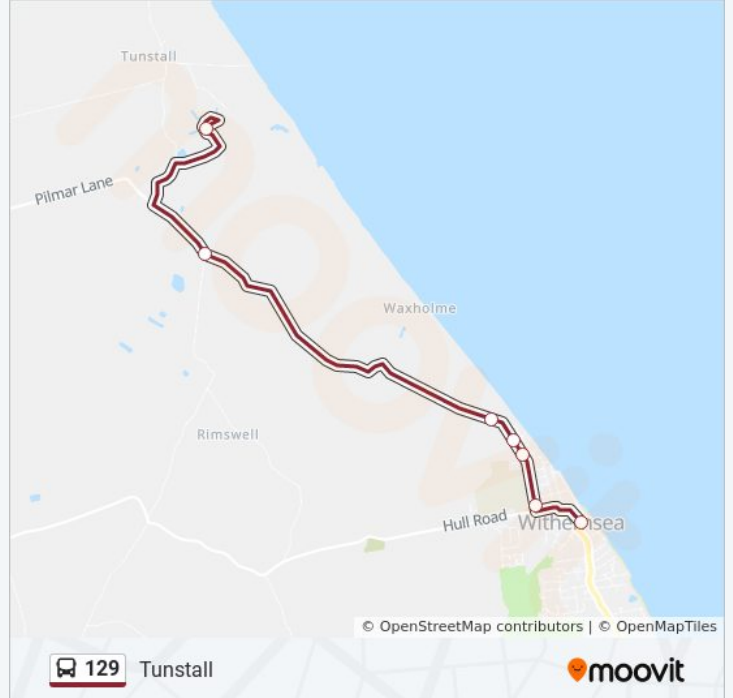 Tunstall
Pilmar Lane
Waxholme
Rimswell
Hull Road
Withernsea
© OpenStreetMap contributors | © OpenMapTiles
129 Tunstall
moovit